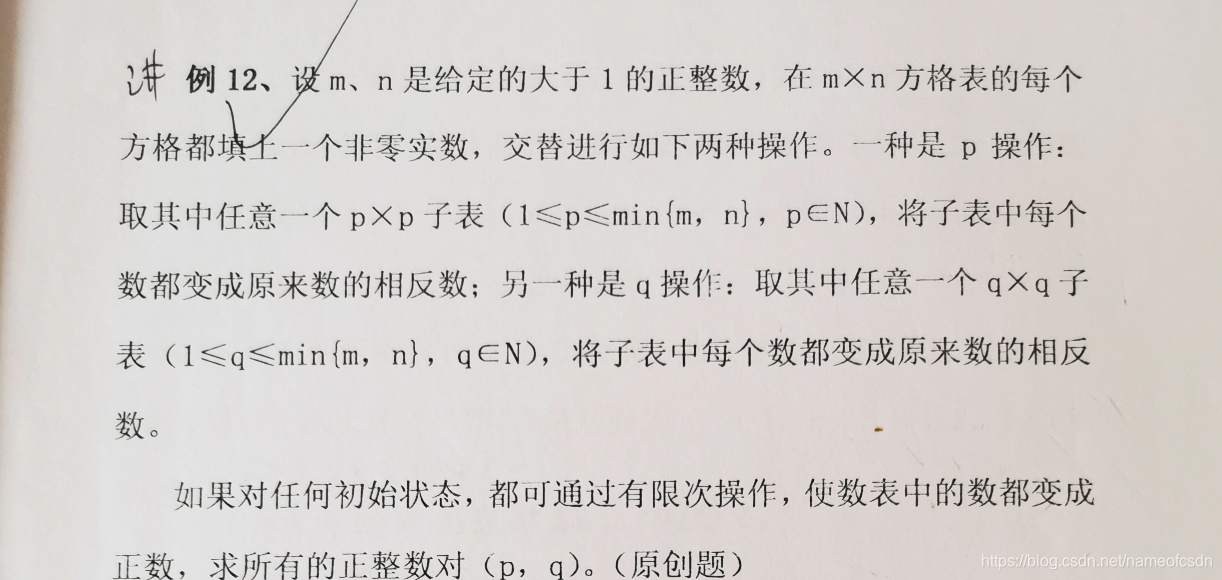 讲 例 12、设 m、n 是给定的大于 1 的正整数，在 m×n 方格表的每个
方格都填上一个非零实数，交替进行如下两种操作。一种是 p 操作：
取其中任意一个 p×p 子表（1≤p≤min{m，n}，p∈N），将子表中每个
数都变成原来数的相反数；另一种是 q 操作：取其中任意一个 q×q 子
表（1≤q≤min{m，n}，q∈N），将子表中每个数都变成原来数的相反
数。
如果对任何初始状态，都可通过有限次操作，使数表中的数都变成
正数，求所有的正整数对（p，q）。（原创题）
https://blog.csdn.net/nameofcsdn